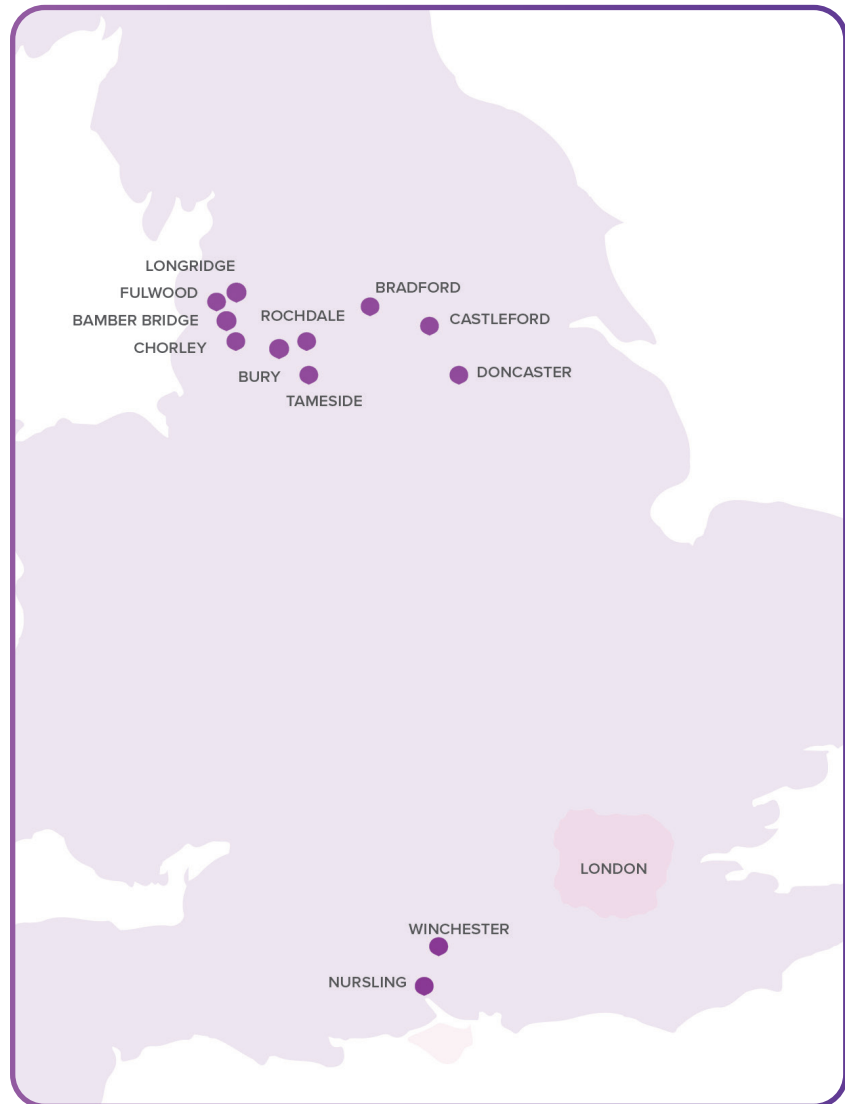 LONGRIDGE
BRADFORD
FULWOOD
ROCHDALE
BAMBER BRIDGE
CASTLEFORD
CHORLEY
BURY
DONCASTER
TAMESIDE
LONDON
WINCHESTER
NURSLING